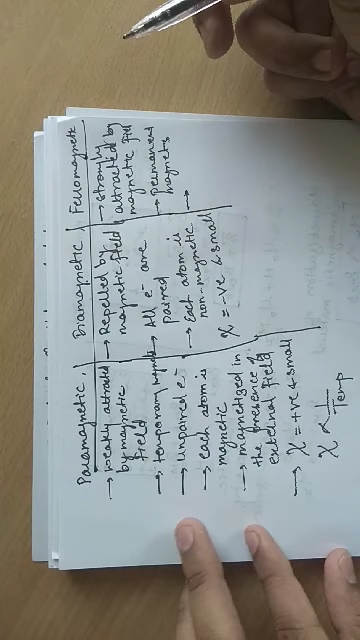 Paramagnetic
→ weakly attracted
by magnetic
field
→ temporary
→ Unpaired e⁻
→ each atom is
magnetic
→ magnetized in
the presence of
external field
→ χ = +ve & small
χ ∝ 1/Temp
Diamagnetic
→ Repelled by
magnetic field
→ All e⁻ are
paired
→ Each atom is
non-magnetic
χ = -ve & small
Ferromagnetic
→ strongly
attracted by
magnetic field
→ permanent
magnets
→